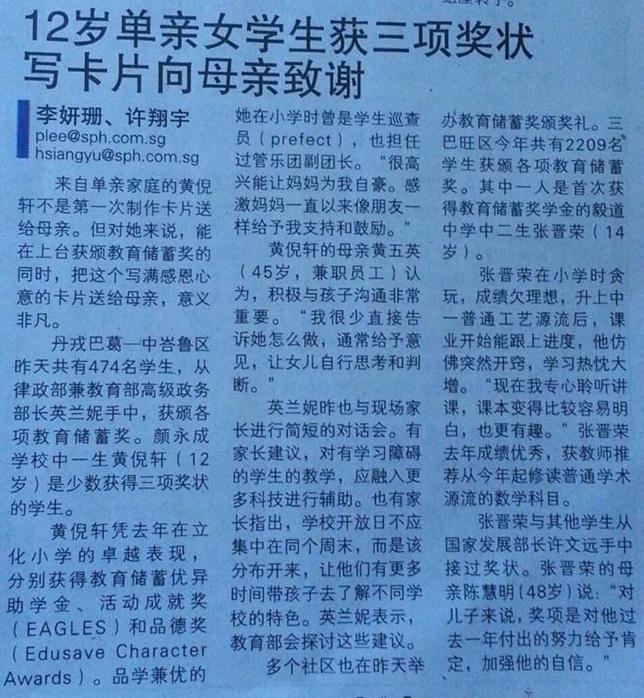 12岁单亲女学生获三项奖状
写卡片向母亲致谢
李妍珊、许翔宇
plee@sph.com.sg
hsiangyu@sph.com.sg
来自单亲家庭的黄倪
轩不是第一次制作卡片送
给母亲。但对她来说，能
在上台获颁教育储蓄奖的
同时，把这个写满感恩心
意的卡片送给母亲，意义
非凡。
丹戎巴葛—中峇鲁区
昨天共有474名学生，从
律政部兼教育部高级政务
部长英兰妮手中，获颁各
项教育储蓄奖。颜永成
学校中一生黄倪轩（12
岁）是少数获得三项奖状
的学生。
黄倪轩凭去年在立
化小学的卓越表现，
分别获得教育储蓄优异
助学金、活动成就奖
（EAGLES）和品德奖
（Edusave Character
Awards）。品学兼优的
她在小学时曾是学生巡查
员（prefect），也担任
过管乐团副团长。“很高
兴能让妈妈为我自豪。感
激妈妈一直以来像朋友一
样给予我支持和鼓励。”
黄倪轩的母亲黄五英
（45岁，兼职员工）认
为，积极与孩子沟通非常
重要。“我很少直接告
诉她怎么做，通常给予意
见，让女儿自行思考和判
断。”
英兰妮昨也与现场家
长进行简短的对话会。有
家长建议，对有学习障碍
的学生的教学，应融入更
多科技进行辅助。也有家
长指出，学校开放日不应
集中在同个周末，而是该
分布开来，让他们有更多
时间带孩子去了解不同学
校的特色。英兰妮表示，
教育部会探讨这些建议。
多个社区也在昨天举
办教育储蓄奖颁奖礼。三
巴旺区今年共有2209名
学生获颁各项教育储蓄
奖。其中一人是首次获
得教育储蓄奖学金的毅道
中学中二生张晋荣（14
岁）。
张晋荣在小学时贪
玩，成绩欠理想，升上中
一普通工艺源流后，课
业开始能跟上进度，他仿
佛突然开窍，学习热忱大
增。“现在我专心聆听讲
课，课本变得比较容易明
白，也更有趣。”张晋荣
去年成绩优秀，获教师推
荐从今年起修读普通学术
源流的数学科目。
张晋荣与其他学生从
国家发展部长许文远手中
接过奖状。张晋荣的母
亲陈慧明(48岁)说：“对
儿子来说，奖项是对他过
去一年付出的努力给予肯
定，加强他的自信。”